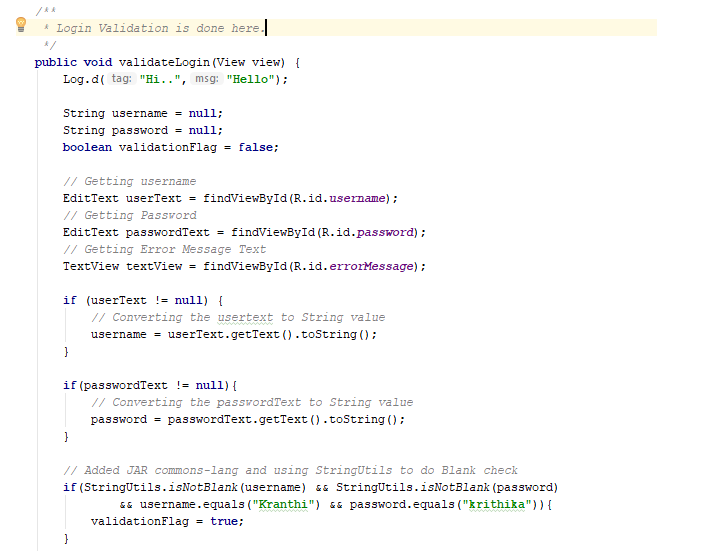 /**
* Login Validation is done here.
*/
public void validateLogin(View view) {
Log.d( tag: "Hi..", msg: "Hello");
String username = null;
String password = null;
boolean validationFlag = false;
// Getting username
EditText userText = findViewById(R.id.username);
// Getting Password
EditText passwordText = findViewById(R.id.password);
// Getting Error Message Text
TextView textView = findViewById(R.id.errorMessage);
if (userText != null) {
// Converting the usertext to String value
username = userText.getText().toString();
}
if(passwordText != null){
// Converting the passwordText to String value
password = passwordText.getText().toString();
}
// Added JAR commons-lang and using StringUtils to do Blank check
if(StringUtils.isNotBlank(username) && StringUtils.isNotBlank(password)
&& username.equals("Kranthi") && password.equals("krithika")){
validationFlag = true;
}